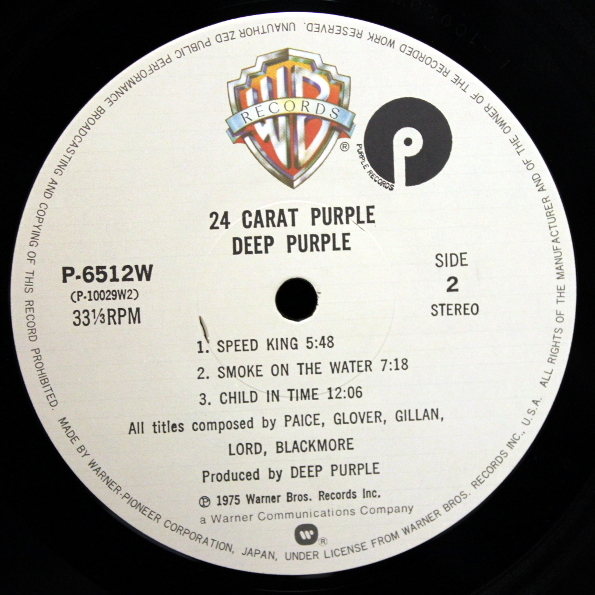 UNAUTHORIZED PUBLIC PERFORMANCE BROADCASTING AND COPYING OF THIS RECORD PROHIBITED.
ALL RIGHTS OF THE MANUFACTURER AND OF THE OWNER OF THE RECORDED WORK RESERVED.
WB
RECORDS
®
P
PURPLE RECORDS
24 CARAT PURPLE
DEEP PURPLE
P-6512W
(P-10029W2)
33⅓RPM
SIDE
2
STEREO
1. SPEED KING 5:48
2. SMOKE ON THE WATER 7:18
3. CHILD IN TIME 12:06
All titles composed by PAICE, GLOVER, GILLAN,
LORD, BLACKMORE
Produced by DEEP PURPLE
℗ 1975 Warner Bros. Records Inc.
a Warner Communications Company
®
MADE BY WARNER-PIONEER CORPORATION, JAPAN, UNDER LICENSE FROM WARNER BROS. RECORDS INC., U.S.A.